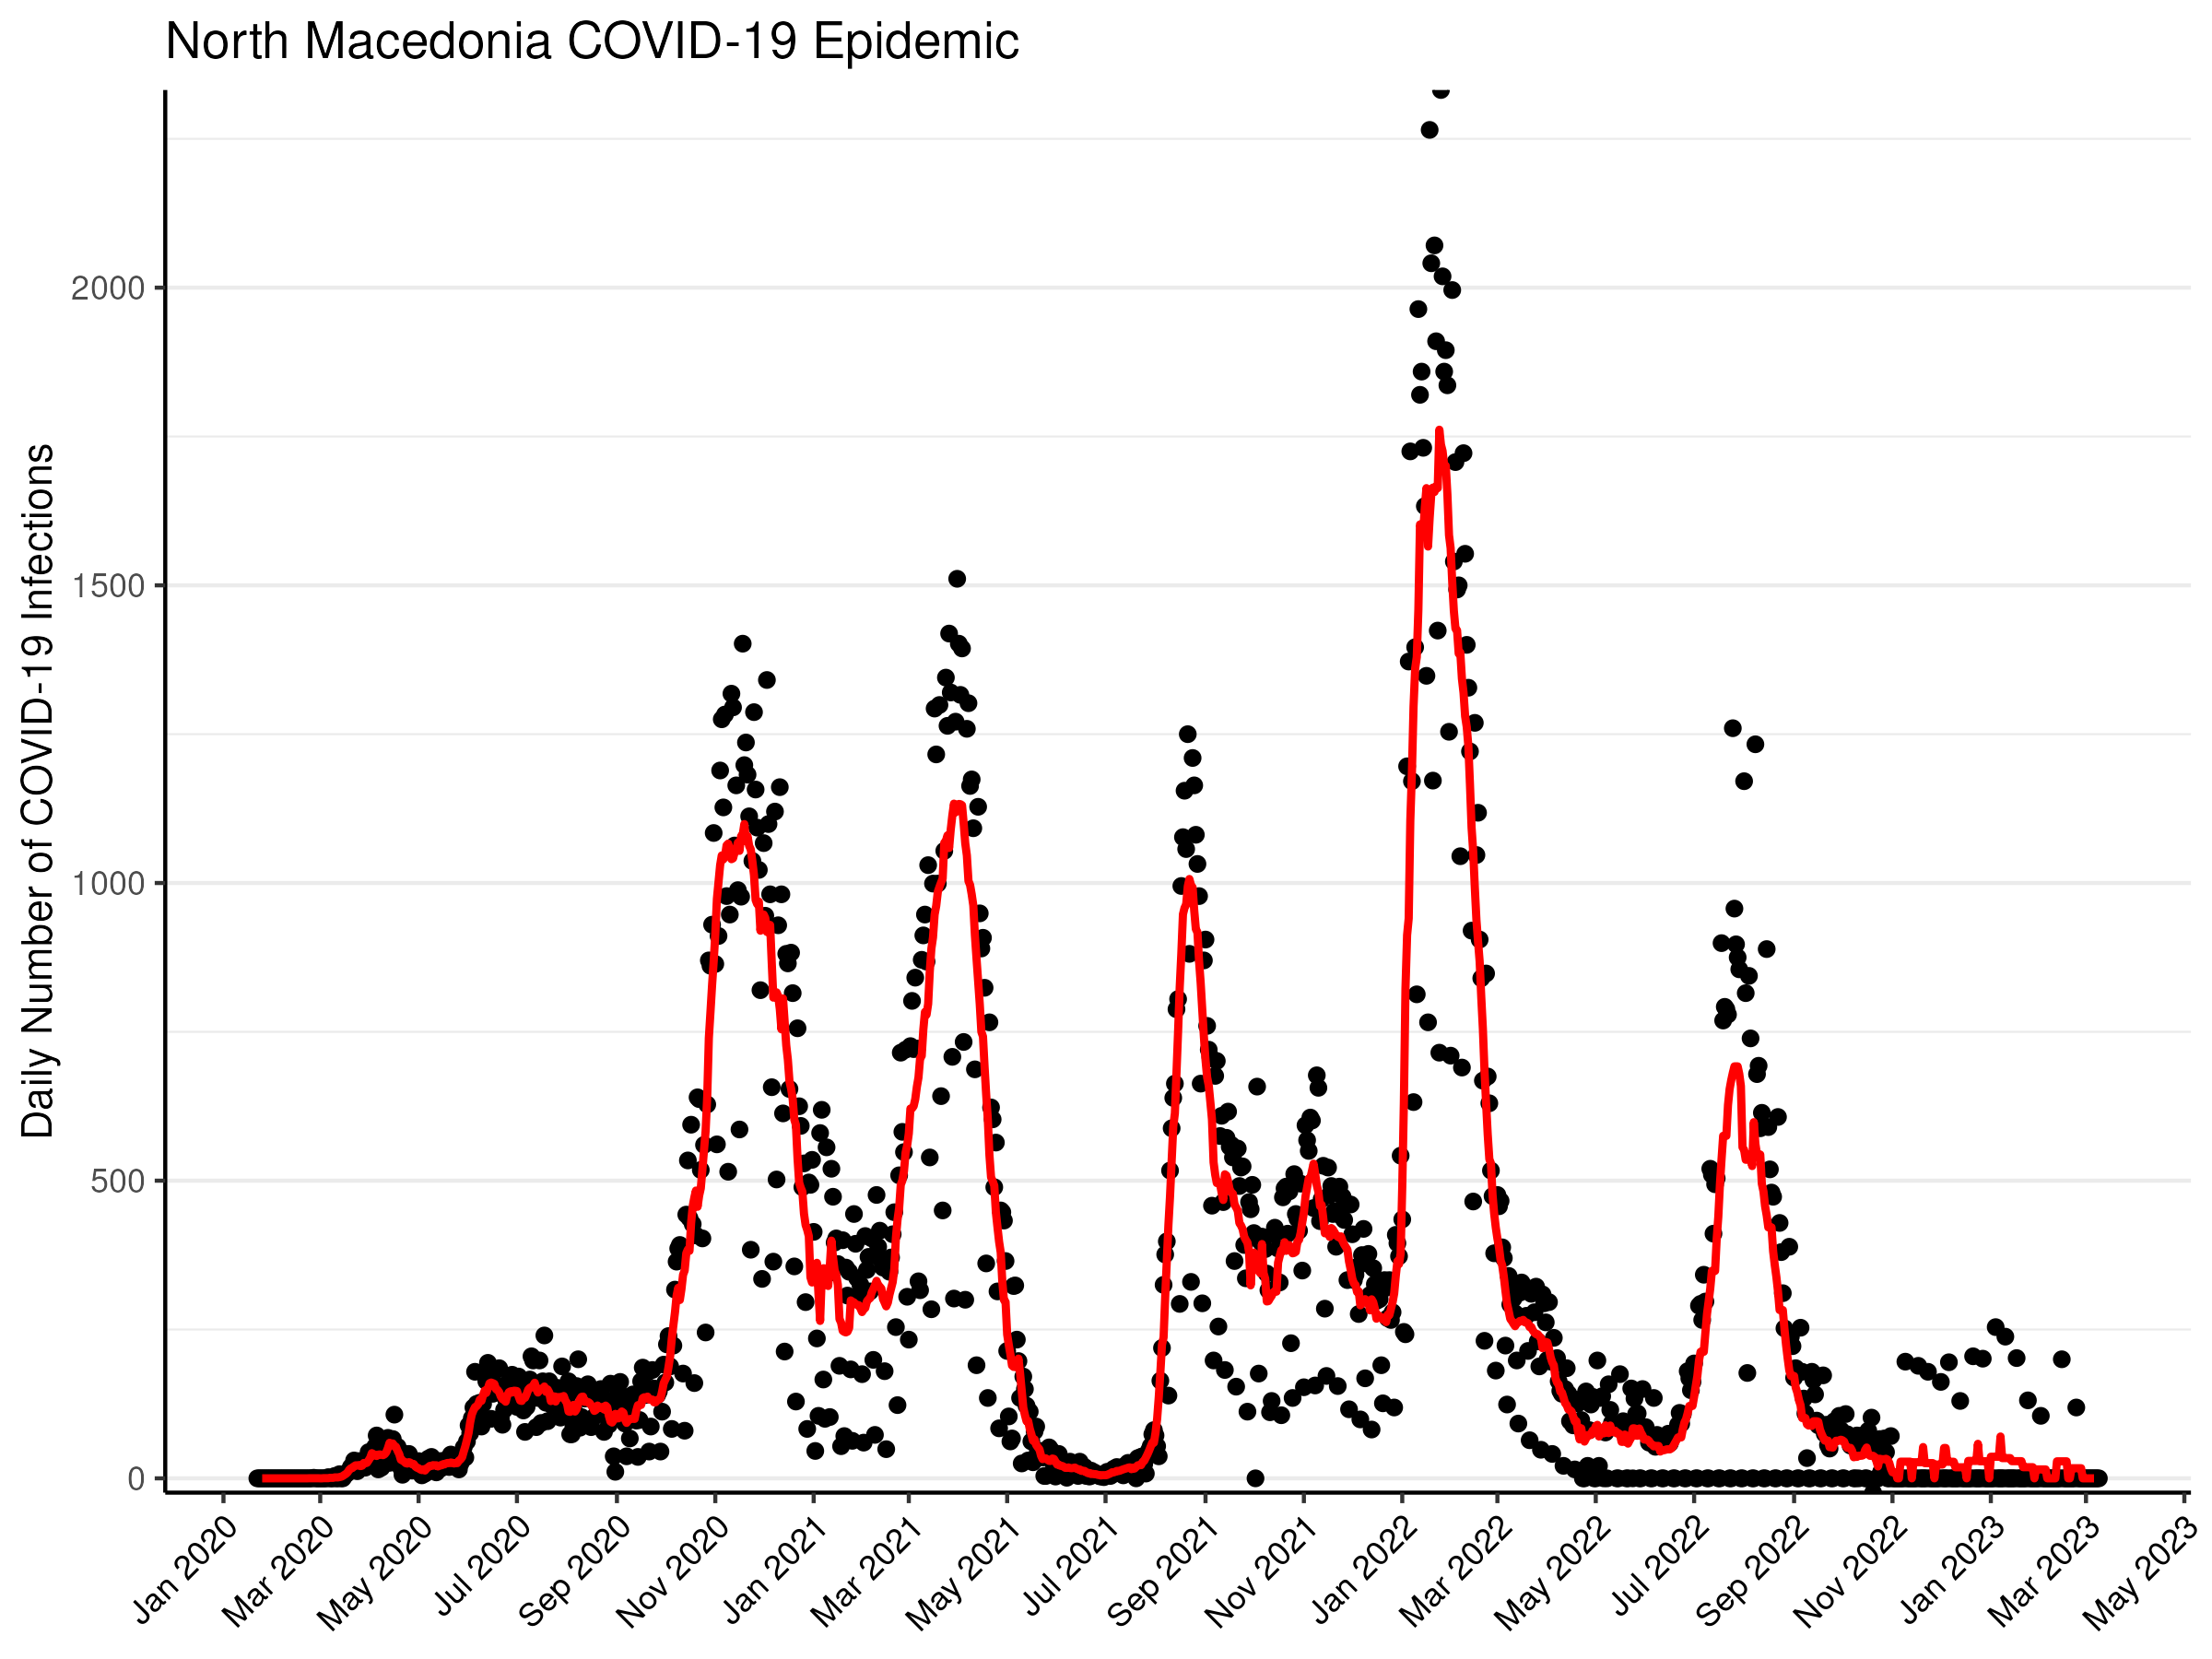 North Macedonia COVID-19 Epidemic
Daily Number of COVID-19 Infections
2000
1500
1000
500
0
Jan 2020
Mar 2020
May 2020
Jul 2020
Sep 2020
Nov 2020
Jan 2021
Mar 2021
May 2021
Jul 2021
Sep 2021
Nov 2021
Jan 2022
Mar 2022
May 2022
Jul 2022
Sep 2022
Nov 2022
Jan 2023
Mar 2023
May 2023